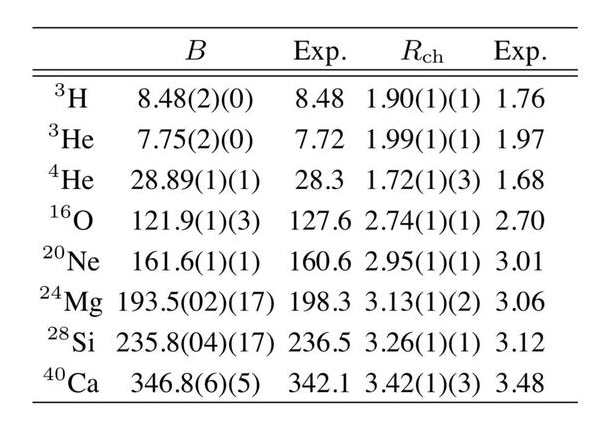 B Exp. R_ch Exp.
³H 8.48(2)(0) 8.48 1.90(1)(1) 1.76
³He 7.75(2)(0) 7.72 1.99(1)(1) 1.97
⁴He 28.89(1)(1) 28.3 1.72(1)(3) 1.68
¹⁶O 121.9(1)(3) 127.6 2.74(1)(1) 2.70
²⁰Ne 161.6(1)(1) 160.6 2.95(1)(1) 3.01
²⁴Mg 193.5(02)(17) 198.3 3.13(1)(2) 3.06
²⁸Si 235.8(04)(17) 236.5 3.26(1)(1) 3.12
⁴⁰Ca 346.8(6)(5) 342.1 3.42(1)(3) 3.48